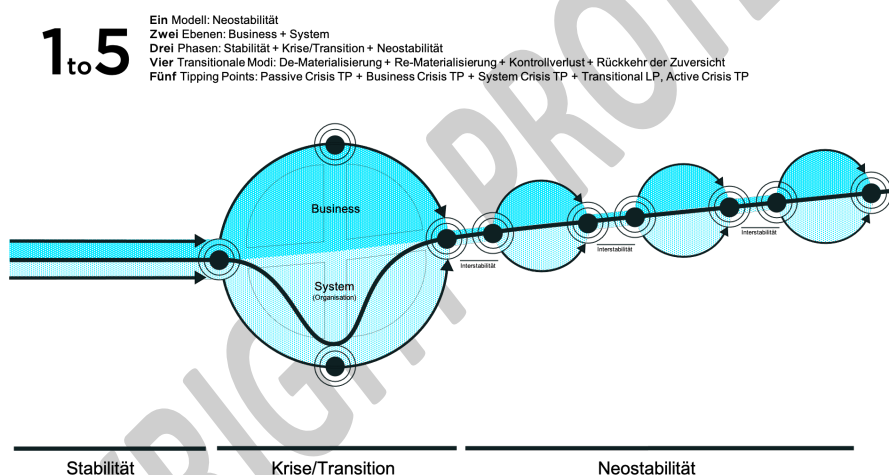 1to5
Ein Modell: Neostabilität
Zwei Ebenen: Business + System
Drei Phasen: Stabilität + Krise/Transition + Neostabilität
Vier Transitionale Modi: De-Materialisierung + Re-Materialisierung + Kontrollverlust + Rückkehr der Zuversicht
Fünf Tipping Points: Passive Crisis TP + Business Crisis TP + System Crisis TP + Transitional LP, Active Crisis TP
Business
System
(Organisation)
Interstabilität
Interstabilität
Interstabilität
Stabilität
Krise/Transition
Neostabilität